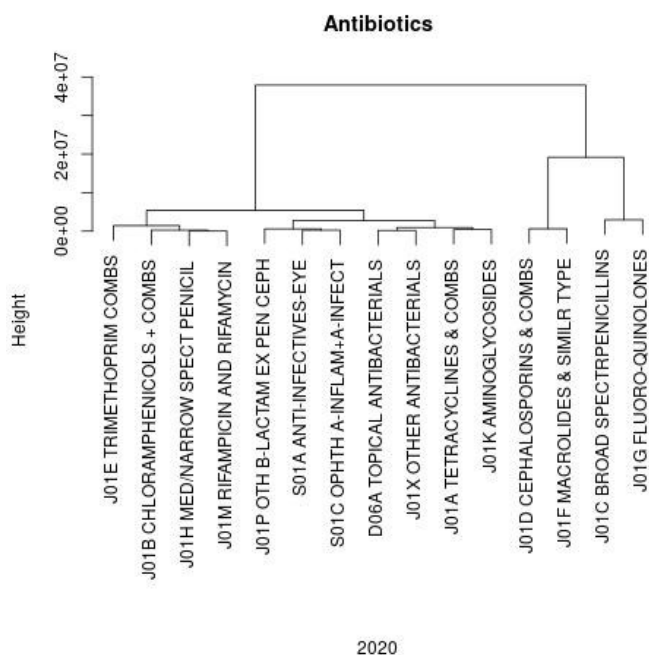 Antibiotics
4e+07
2e+07
0e+00
Height
J01E TRIMETHOPRIM COMBS
J01B CHLORAMPHENICOLS + COMBS
J01H MED/NARROW SPECT PENICIL
J01M RIFAMPICIN AND RIFAMYCIN
J01P OTH B-LACTAM EX PEN CEPH
S01A ANTI-INFECTIVES-EYE
S01C OPHTH A-INFLAM+A-INFECT
D06A TOPICAL ANTIBACTERIALS
J01X OTHER ANTIBACTERIALS
J01A TETRACYCLINES & COMBS
J01K AMINOGLYCOSIDES
J01D CEPHALOSPORINS & COMBS
J01F MACROLIDES & SIMILR TYPE
J01C BROAD SPECTRPENICILLINS
J01G FLUORO-QUINOLONES
2020